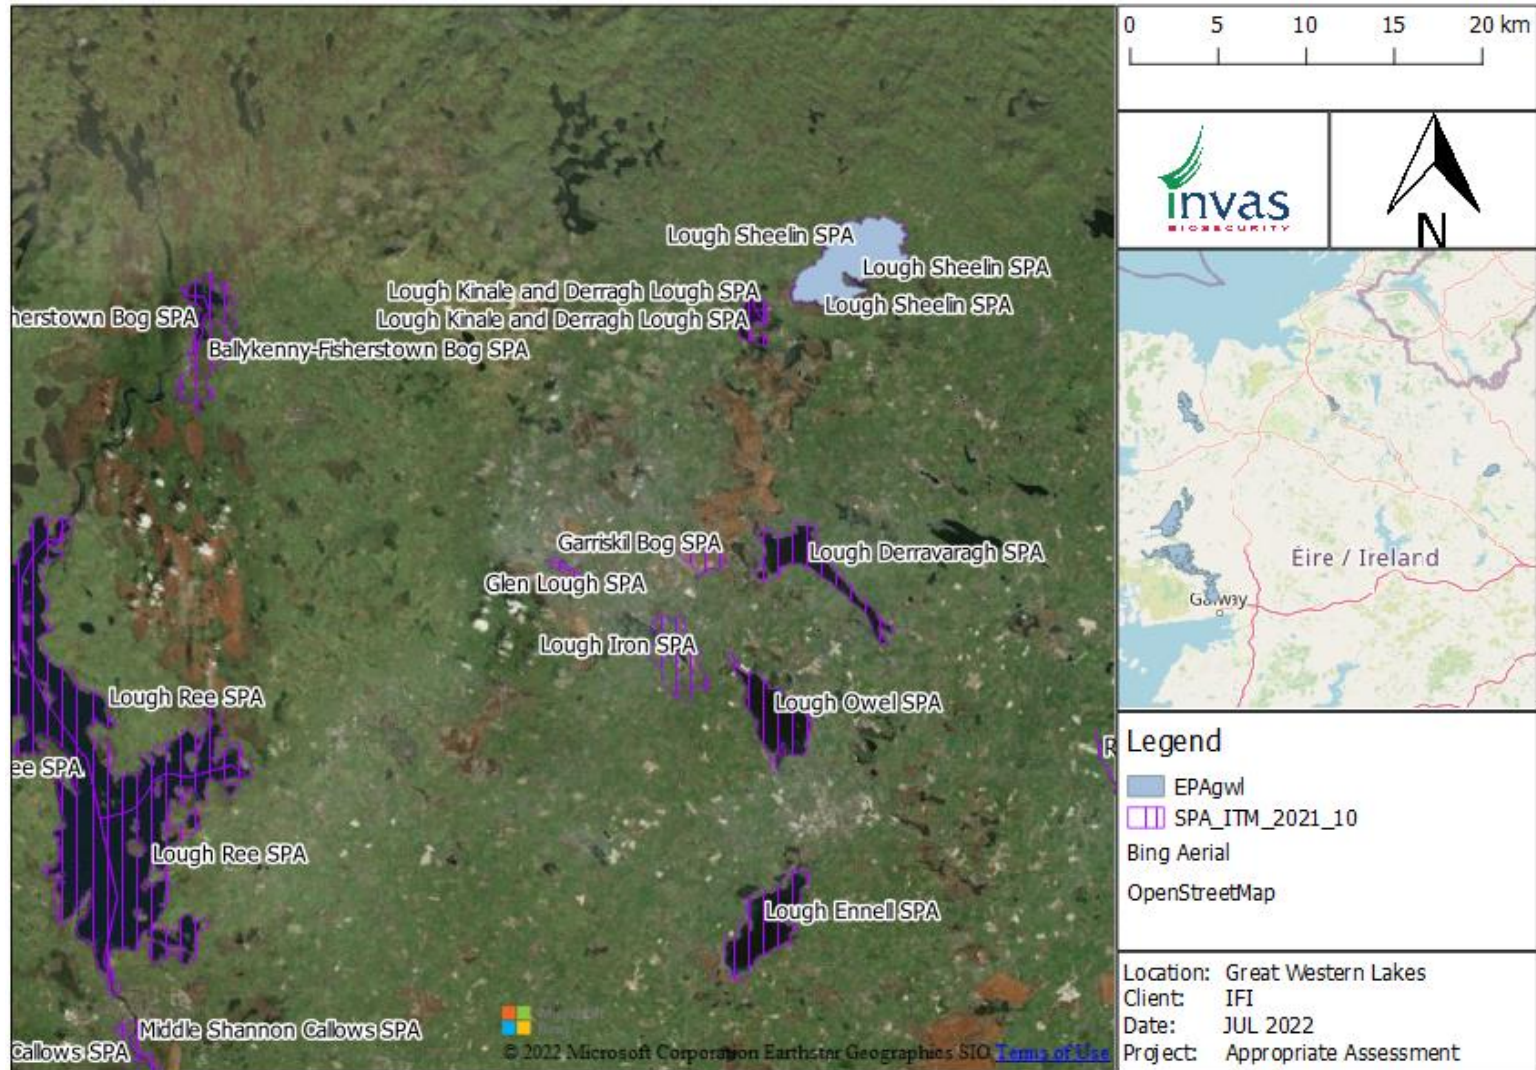 0 5 10 15 20 km
invas
BIOSECURITY
N
Lough Sheelin SPA
Lough Sheelin SPA
Lough Kinale and Derragh Lough SPA
Lough Sheelin SPA
herstown Bog SPA
Lough Kinale and Derragh Lough SPA
Ballykenny-Fisherstown Bog SPA
Garriskil Bog SPA
Lough Derravaragh SPA
Glen Lough SPA
Lough Iron SPA
Lough Ree SPA
Lough Owel SPA
R
ee SPA
Lough Ree SPA
Lough Ennell SPA
Middle Shannon Callows SPA
Callows SPA
© 2022 Microsoft Corporation Earthstar Geographics SIO Terms of Use
Éire / Ireland
Galway
Legend
EPAgwl
SPA_ITM_2021_10
Bing Aerial
OpenStreetMap
Location: Great Western Lakes
Client: IFI
Date: JUL 2022
Project: Appropriate Assessment